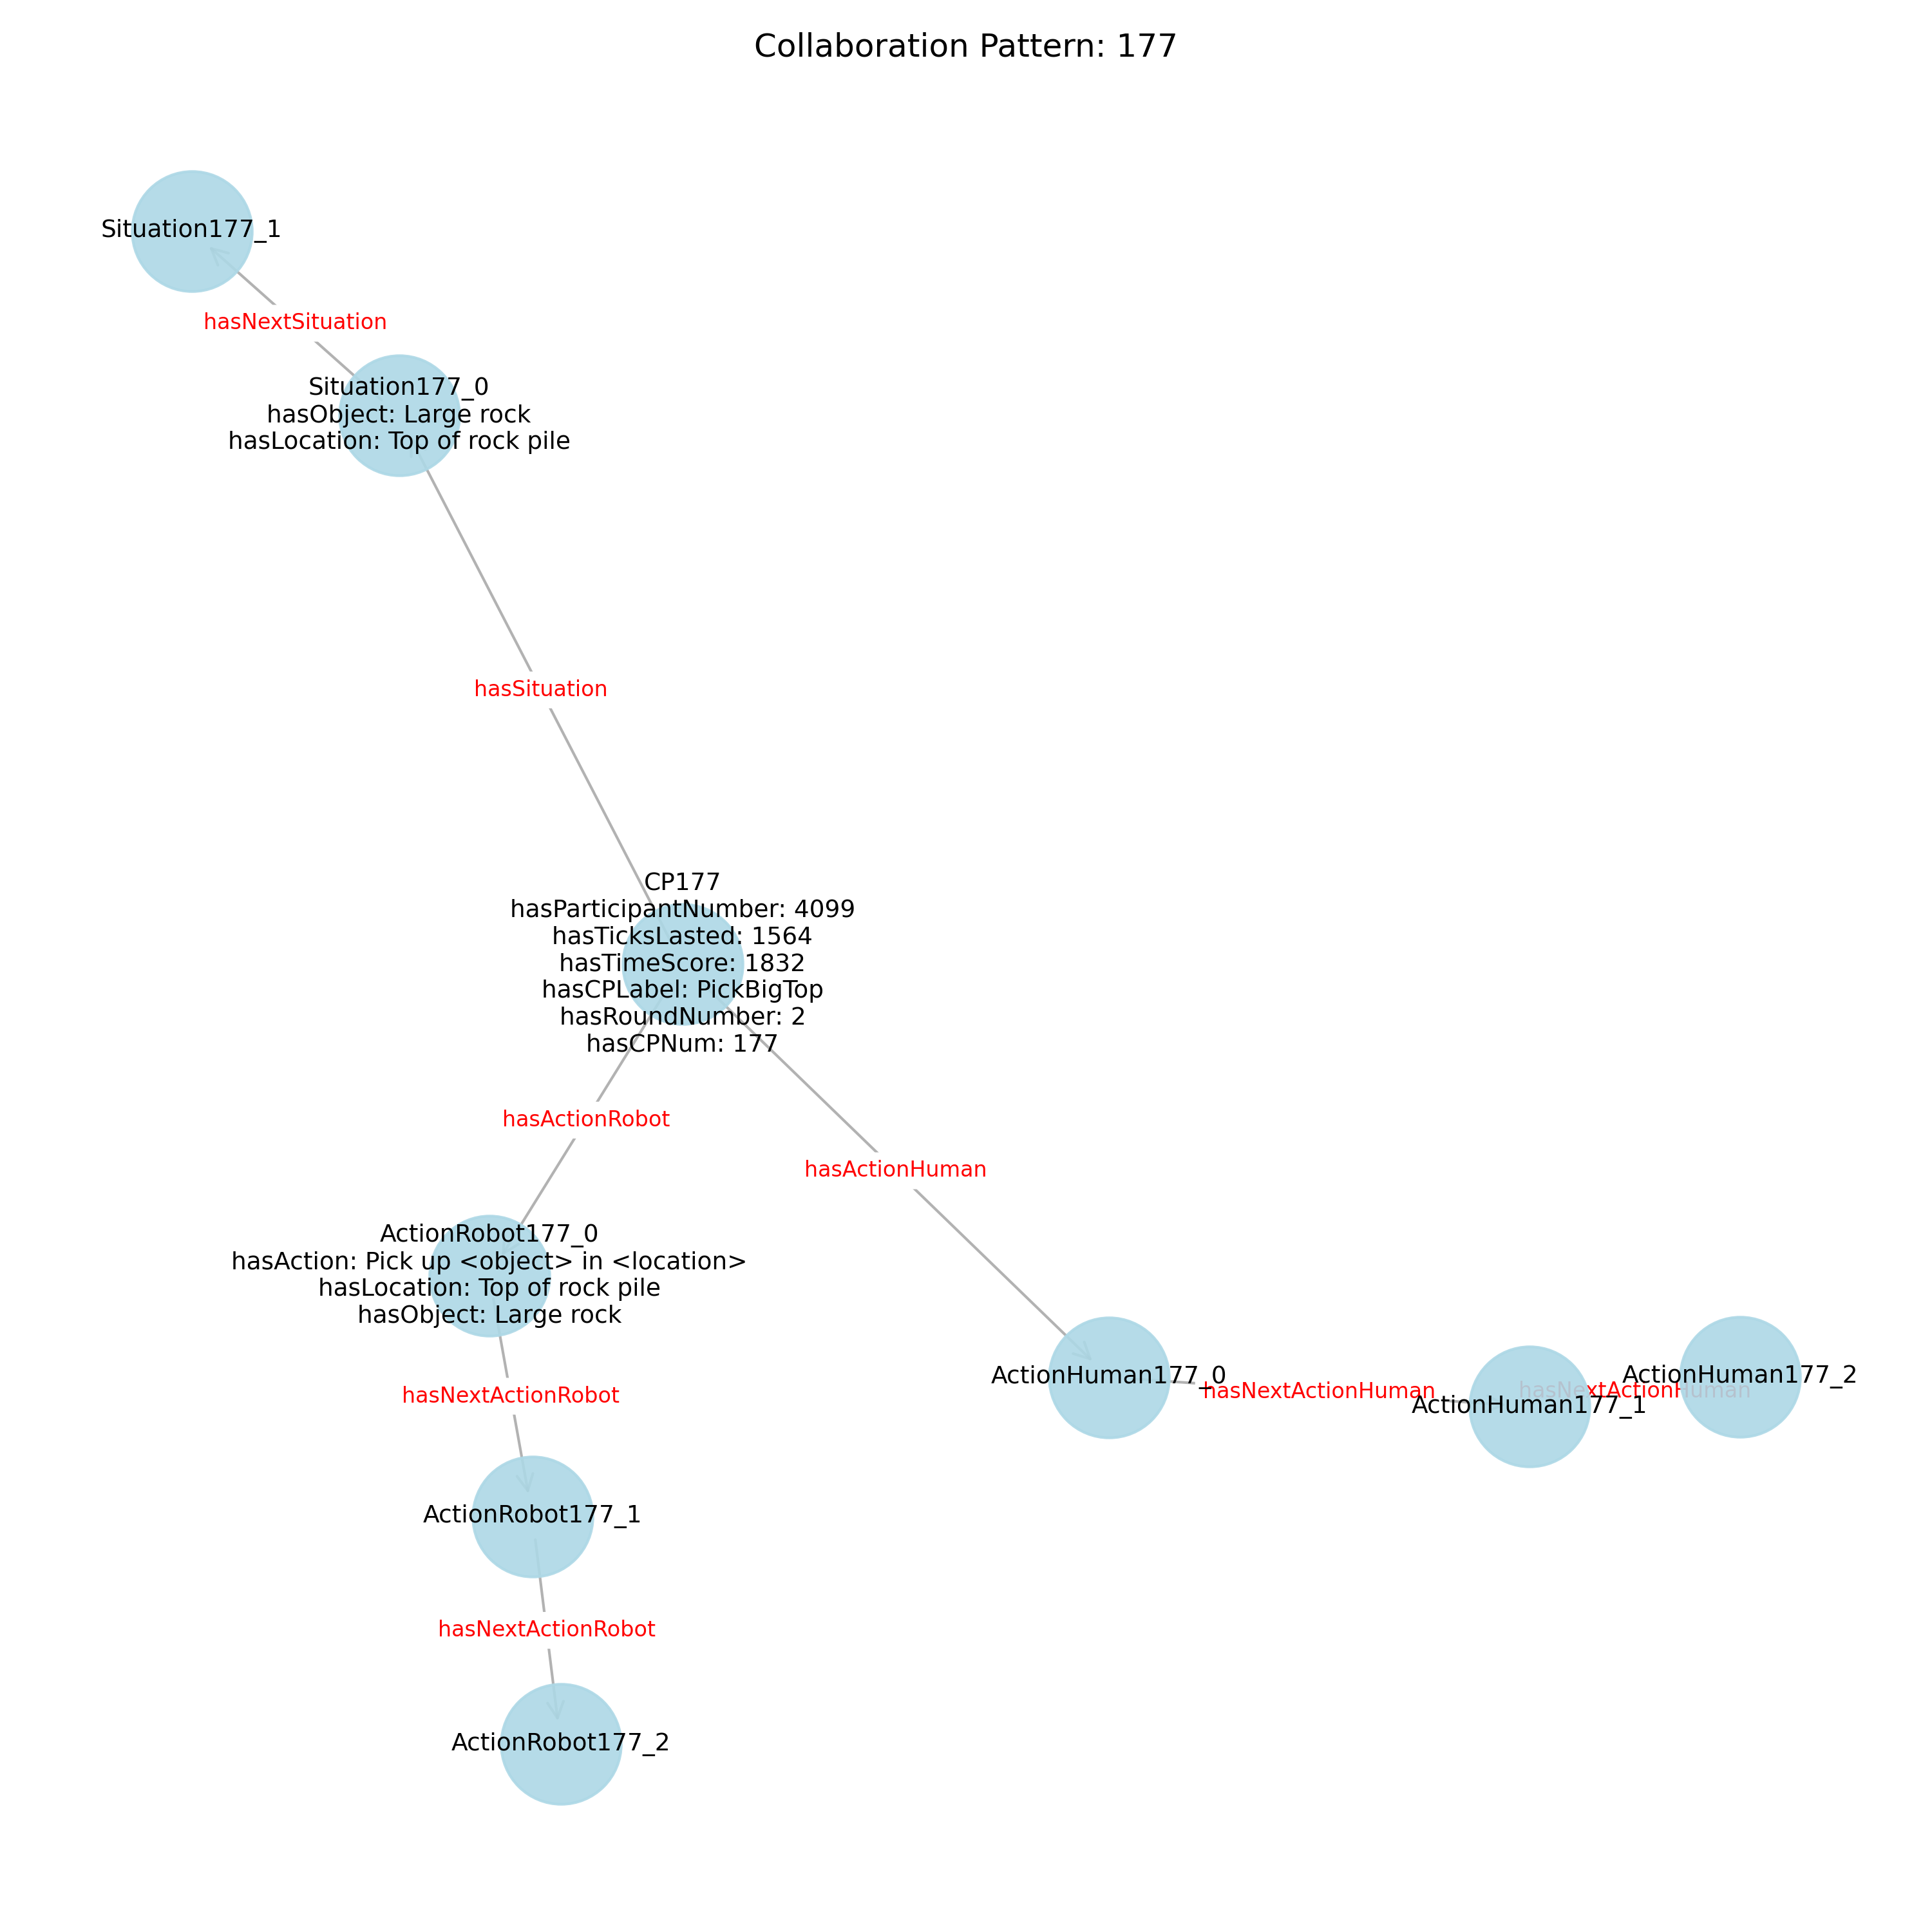 Collaboration Pattern: 177
Situation177_1
hasNextSituation
Situation177_0
hasObject: Large rock
hasLocation: Top of rock pile
hasSituation
CP177
hasParticipantNumber: 4099
hasTicksLasted: 1564
hasTimeScore: 1832
hasCPLabel: PickBigTop
hasRoundNumber: 2
hasCPNum: 177
hasActionRobot
hasActionHuman
ActionRobot177_0
hasAction: Pick up <object> in <location>
hasLocation: Top of rock pile
hasObject: Large rock
hasNextActionRobot
ActionHuman177_0
hasNextActionHuman
ActionHuman177_1
hasNextActionHuman
ActionHuman177_2
ActionRobot177_1
hasNextActionRobot
ActionRobot177_2